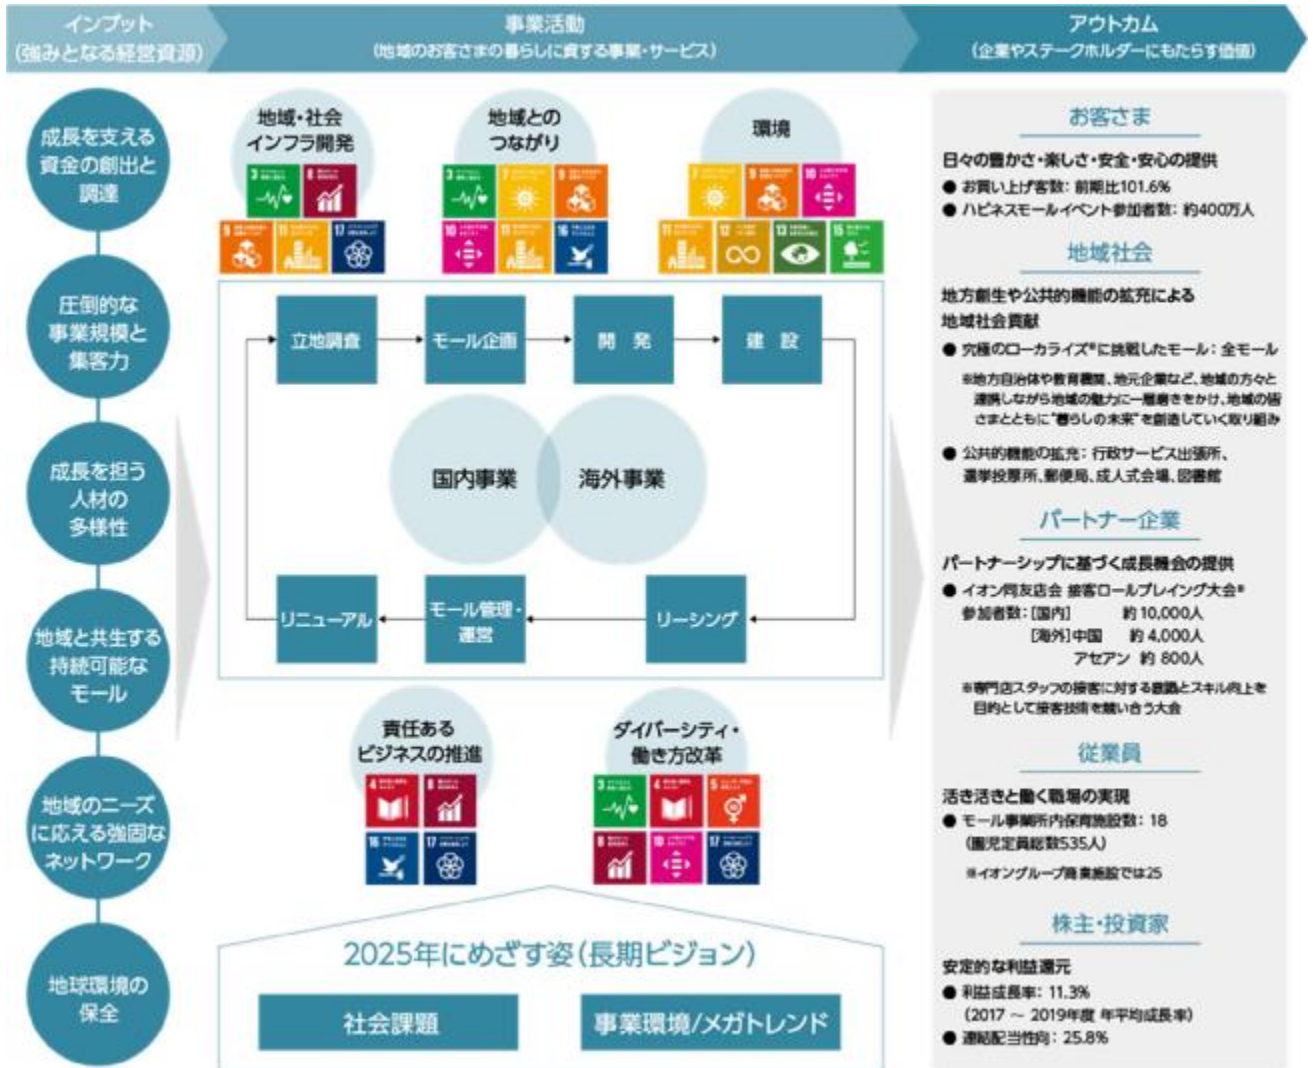 インプット
(強みとなる経営資源)
事業活動
(地域のお客さまの暮らしに資する事業・サービス)
アウトカム
(企業やステークホルダーにもたらす価値)
成長を支える
資金の創出と
調達
圧倒的な
事業規模と
集客力
成長を担う
人材の
多様性
地域と共生する
持続可能な
モール
地域のニーズ
に応える強固な
ネットワーク
地球環境の
保全
地域・社会
インフラ開発
3
8
9
11
17
地域との
つながり
3
7
9
10
11
16
環境
7
9
10
11
12
13
15
立地調査
モール企画
開 発
建 設
国内事業
海外事業
リニューアル
モール管理・
運営
リーシング
責任ある
ビジネスの推進
4
8
16
17
ダイバーシティ・
働き方改革
3
4
5
8
10
17
2025年にめざす姿(長期ビジョン)
社会課題
事業環境/メガトレンド
お客さま
日々の豊かさ・楽しさ・安全・安心の提供
● お買い上げ客数: 前期比101.6%
● ハピネスモールイベント参加者数: 約400万人
地域社会
地方創生や公共的機能の拡充による
地域社会貢献
● 究極のローカライズ※に挑戦したモール: 全モール
※地方自治体や教育機関、地元企業など、地域の方々と
連携しながら地域の魅力に一層磨きをかけ、地域の皆
さまとともに"暮らしの未来"を創造していく取り組み
● 公共的機能の拡充: 行政サービス出張所、
選挙投票所、郵便局、成人式会場、図書館
パートナー企業
パートナーシップに基づく成長機会の提供
● イオン同友店会 接客ロールプレイング大会※
参加者数: [国内] 約10,000人
[海外]中国 約4,000人
アセアン 約800人
※専門店スタッフの接客に対する意識とスキル向上を
目的として接客技術を競い合う大会
従業員
活き活きと働く職場の実現
● モール事業所内保育施設数: 18
(園児定員総数535人)
※イオングループ商業施設では25
株主・投資家
安定的な利益還元
● 利益成長率: 11.3%
(2017 ～ 2019年度 年平均成長率)
● 連結配当性向: 25.8%